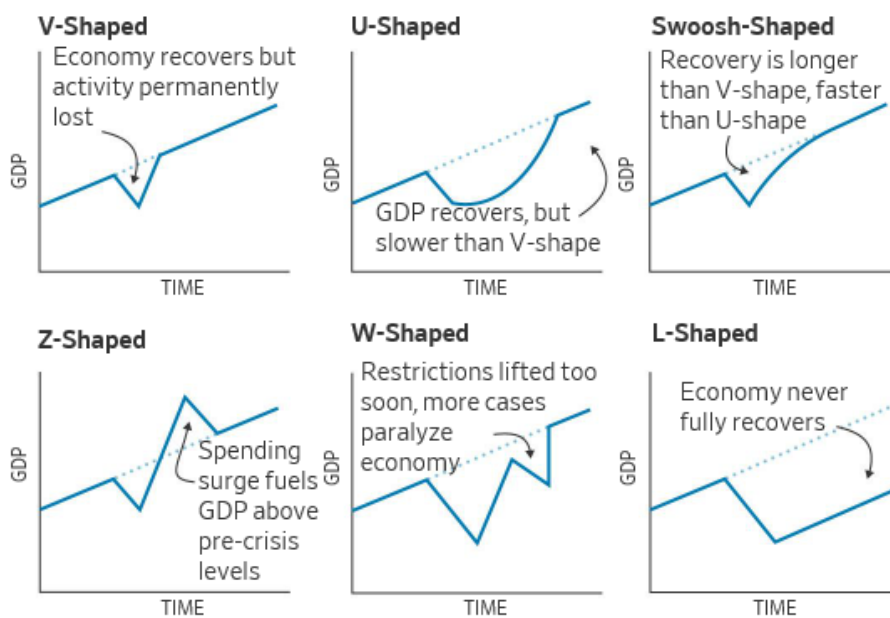 V-Shaped
Economy recovers but
activity permanently
lost
GDP
TIME
U-Shaped
GDP recovers, but
slower than V-shape
GDP
TIME
Swoosh-Shaped
Recovery is longer
than V-shape, faster
than U-shape
GDP
TIME
Z-Shaped
Spending
surge fuels
GDP above
pre-crisis
levels
GDP
TIME
W-Shaped
Restrictions lifted too
soon, more cases
paralyze
economy
GDP
TIME
L-Shaped
Economy never
fully recovers
GDP
TIME